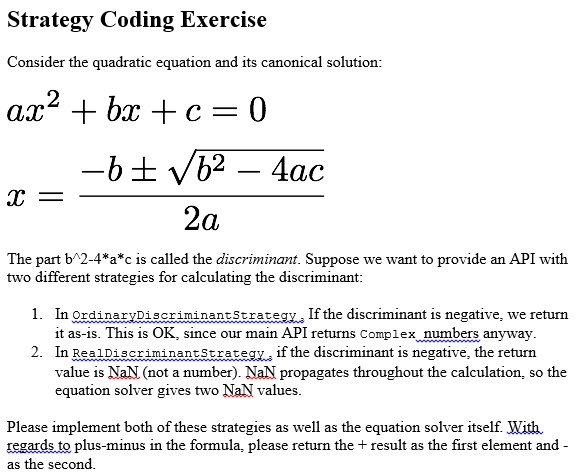 Strategy Coding Exercise
Consider the quadratic equation and its canonical solution:
ax² + bx + c = 0
x = (-b ± √(b² − 4ac)) / 2a
The part b^2-4*a*c is called the discriminant. Suppose we want to provide an API with
two different strategies for calculating the discriminant:
1. In OrdinaryDiscriminantStrategy, If the discriminant is negative, we return
it as-is. This is OK, since our main API returns Complex numbers anyway.
2. In RealDiscriminantStrategy, if the discriminant is negative, the return
value is NaN (not a number). NaN propagates throughout the calculation, so the
equation solver gives two NaN values.
Please implement both of these strategies as well as the equation solver itself. With
regards to plus-minus in the formula, please return the + result as the first element and -
as the second.